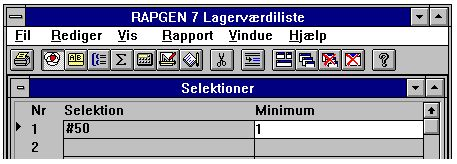 RAPGEN 7 Lagerværdiliste
Fil Rediger Vis Rapport Vindue Hjælp
Selektioner
Nr Selektion Minimum
1 #50 1
2